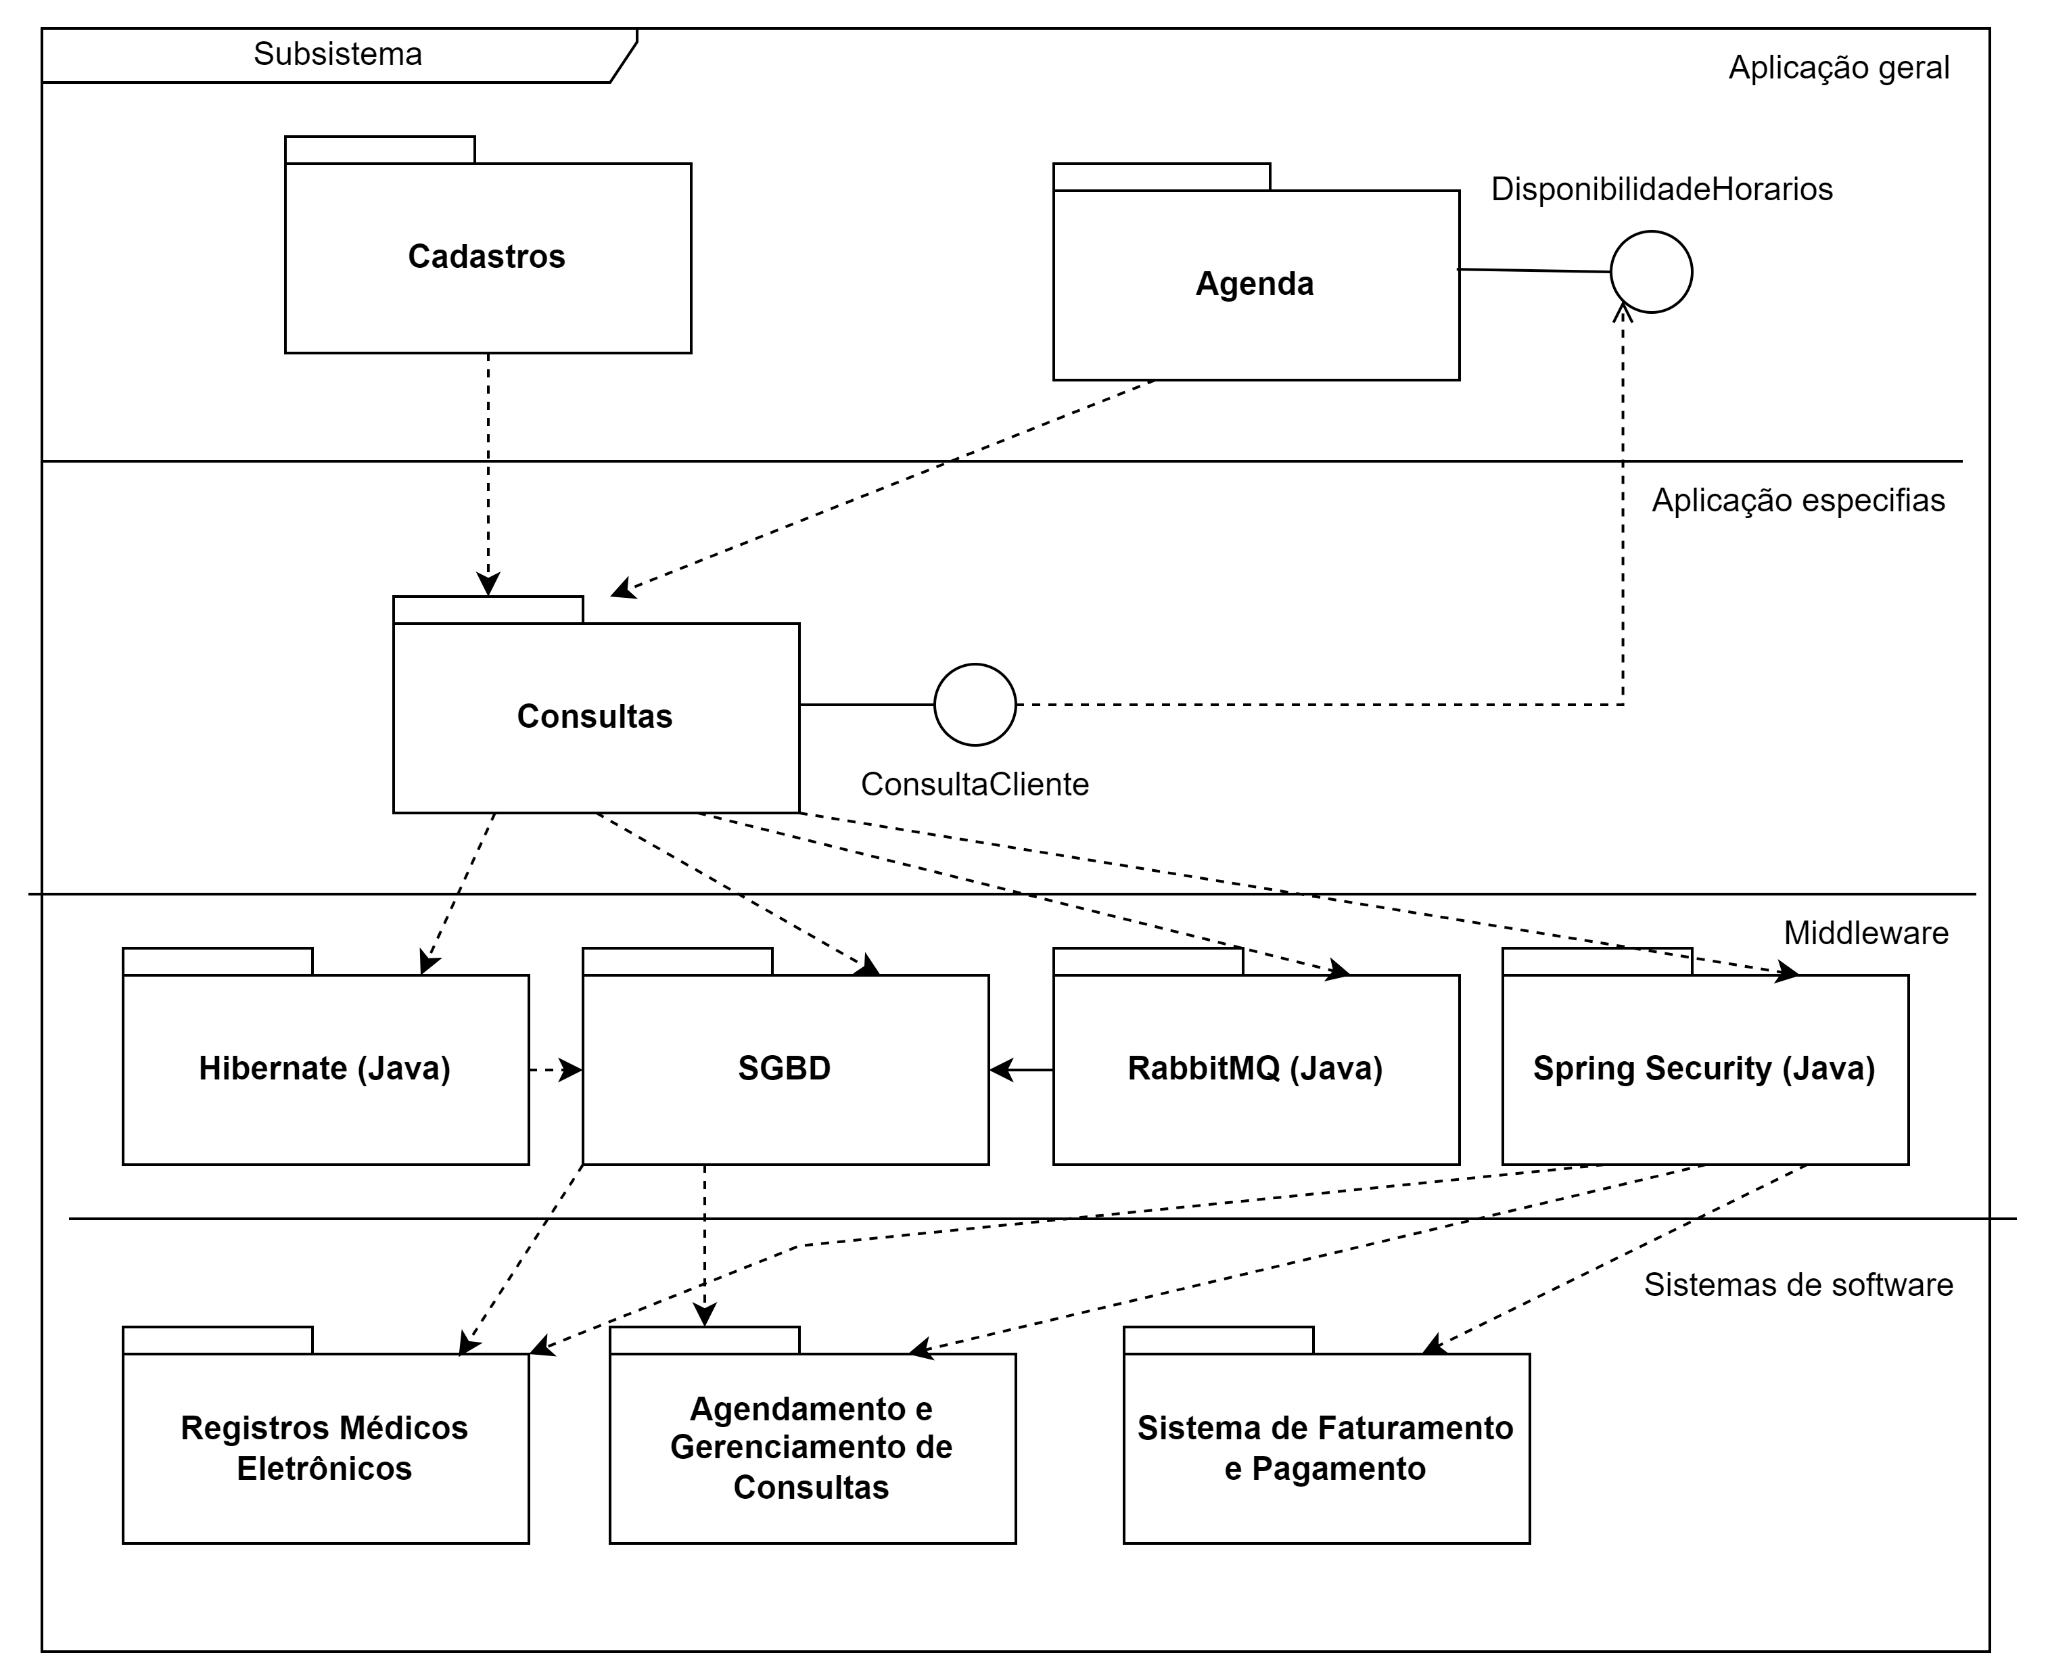 Subsistema
Aplicação geral
Cadastros
Agenda
DisponibilidadeHorarios
Aplicação especifias
Consultas
ConsultaCliente
Middleware
Hibernate (Java)
SGBD
RabbitMQ (Java)
Spring Security (Java)
Sistemas de software
Registros Médicos
Eletrônicos
Agendamento e
Gerenciamento de
Consultas
Sistema de Faturamento
e Pagamento